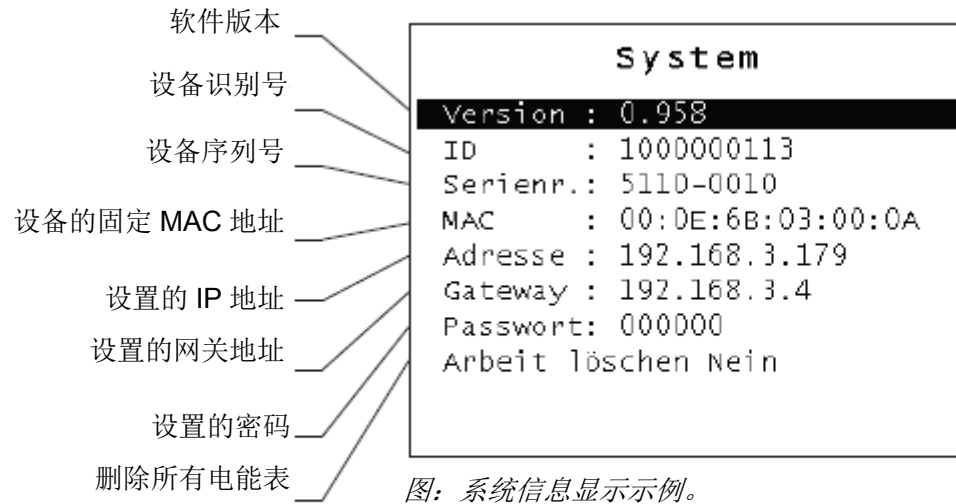 软件版本
设备识别号
设备序列号
设备的固定 MAC 地址
设置的 IP 地址
设置的网关地址
设置的密码
删除所有电能表
System
Version : 0.958
ID : 1000000113
Serienr.: 5110-0010
MAC : 00:0E:6B:03:00:0A
Adresse : 192.168.3.179
Gateway : 192.168.3.4
Passwort: 000000
Arbeit löschen Nein
图：系统信息显示示例。